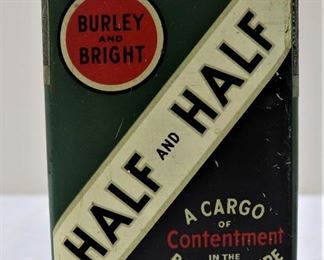 BURLEY
AND
BRIGHT
HALF AND HALF
A CARGO
OF
Contentment
IN THE